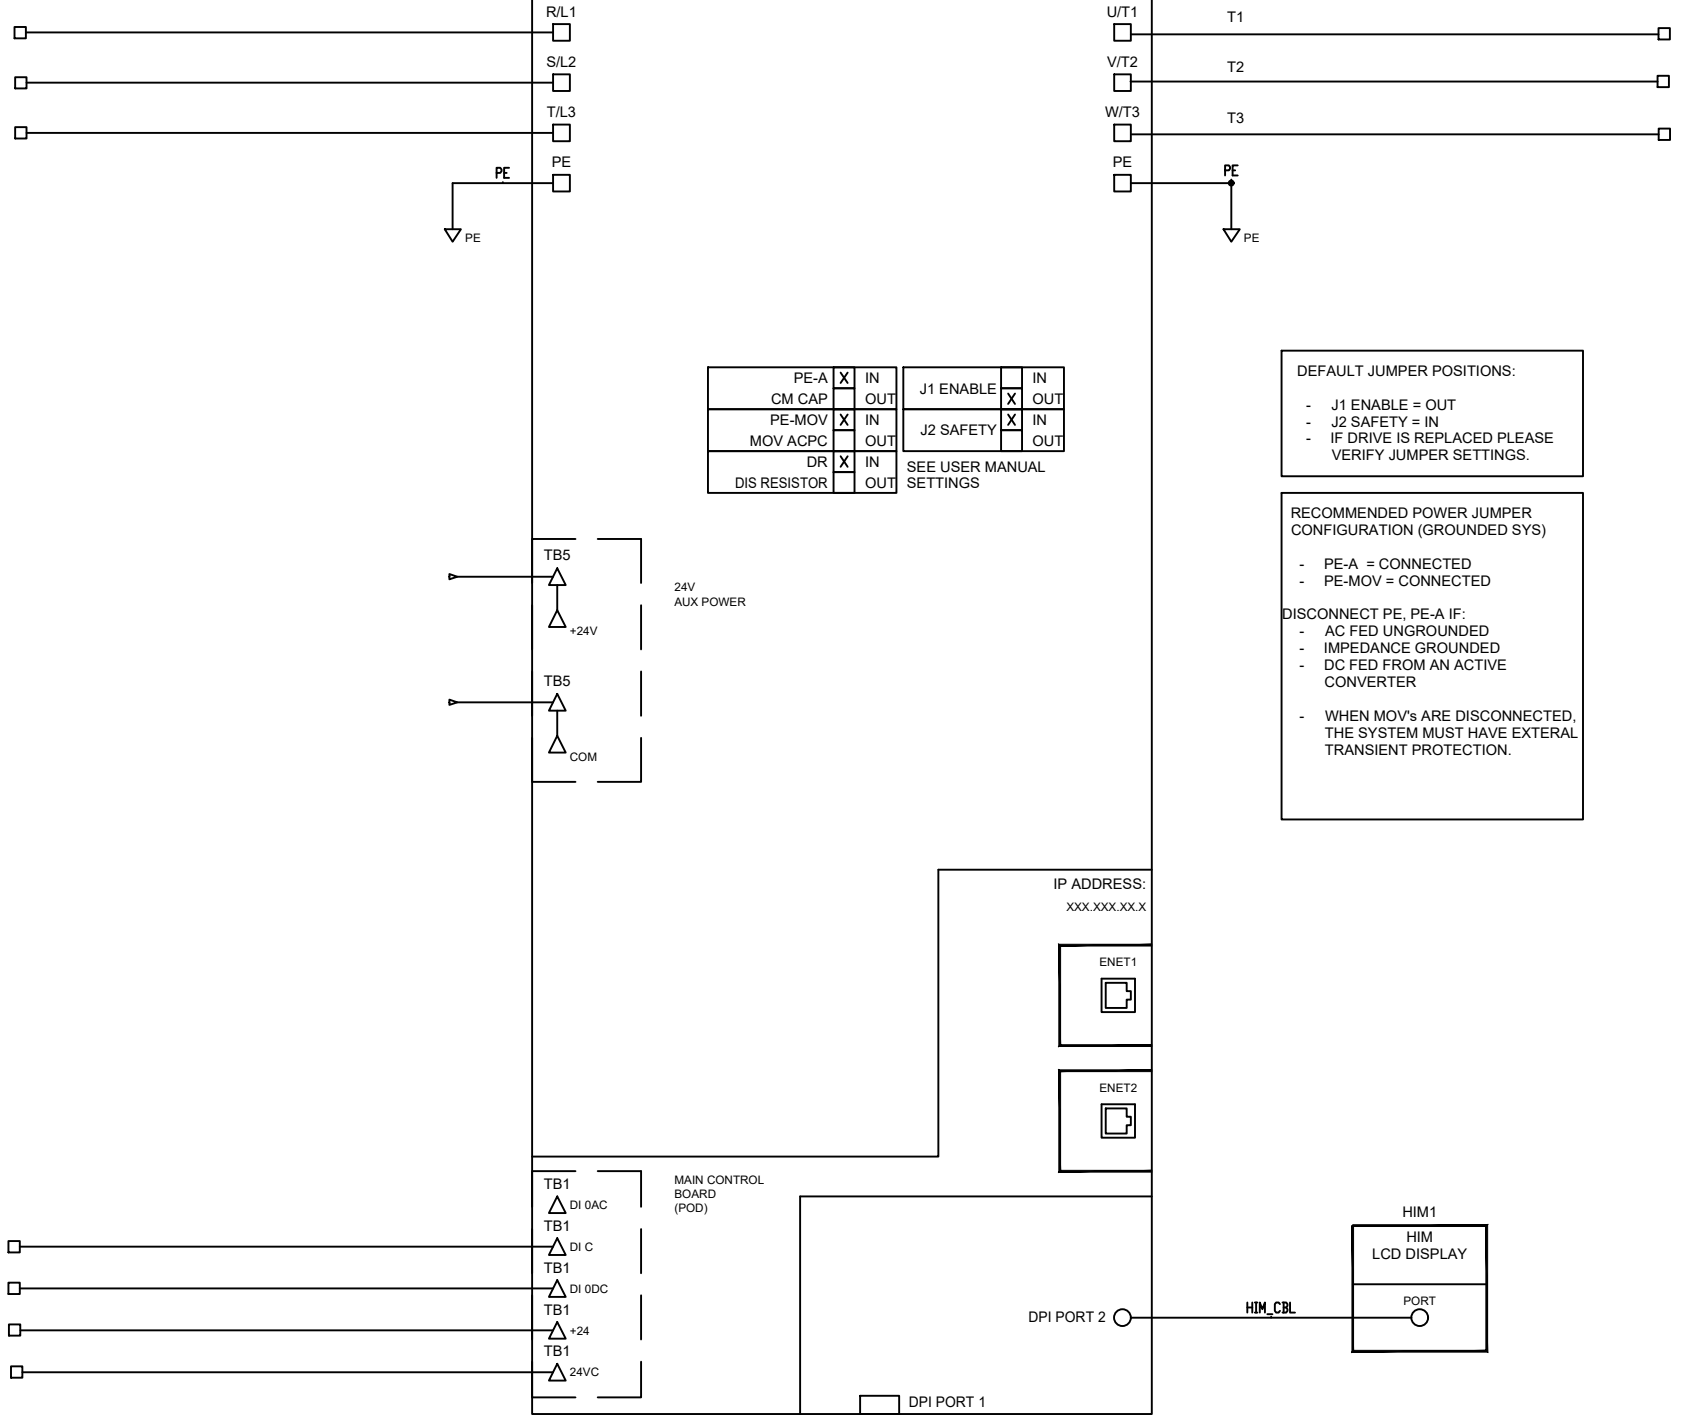 R/L1
U/T1
T1
S/L2
V/T2
T2
T/L3
W/T3
T3
PE
PE
PE
PE
PE
PE
PE-A X IN
CM CAP OUT
PE-MOV X IN
MOV ACPC OUT
DR X IN
DIS RESISTOR OUT
J1 ENABLE IN
X OUT
J2 SAFETY X IN
OUT
SEE USER MANUAL
SETTINGS
DEFAULT JUMPER POSITIONS:
- J1 ENABLE = OUT
- J2 SAFETY = IN
- IF DRIVE IS REPLACED PLEASE
VERIFY JUMPER SETTINGS.
RECOMMENDED POWER JUMPER
CONFIGURATION (GROUNDED SYS)
- PE-A = CONNECTED
- PE-MOV = CONNECTED
DISCONNECT PE, PE-A IF:
- AC FED UNGROUNDED
- IMPEDANCE GROUNDED
- DC FED FROM AN ACTIVE
CONVERTER
- WHEN MOV's ARE DISCONNECTED,
THE SYSTEM MUST HAVE EXTERAL
TRANSIENT PROTECTION.
TB5
+24V
24V
AUX POWER
TB5
COM
IP ADDRESS:
XXX.XXX.XX.X
ENET1
ENET2
TB1
DI 0AC
TB1
DI C
TB1
DI 0DC
TB1
+24
TB1
24VC
MAIN CONTROL
BOARD
(POD)
DPI PORT 2
HIM_CBL
HIM1
HIM
LCD DISPLAY
PORT
DPI PORT 1